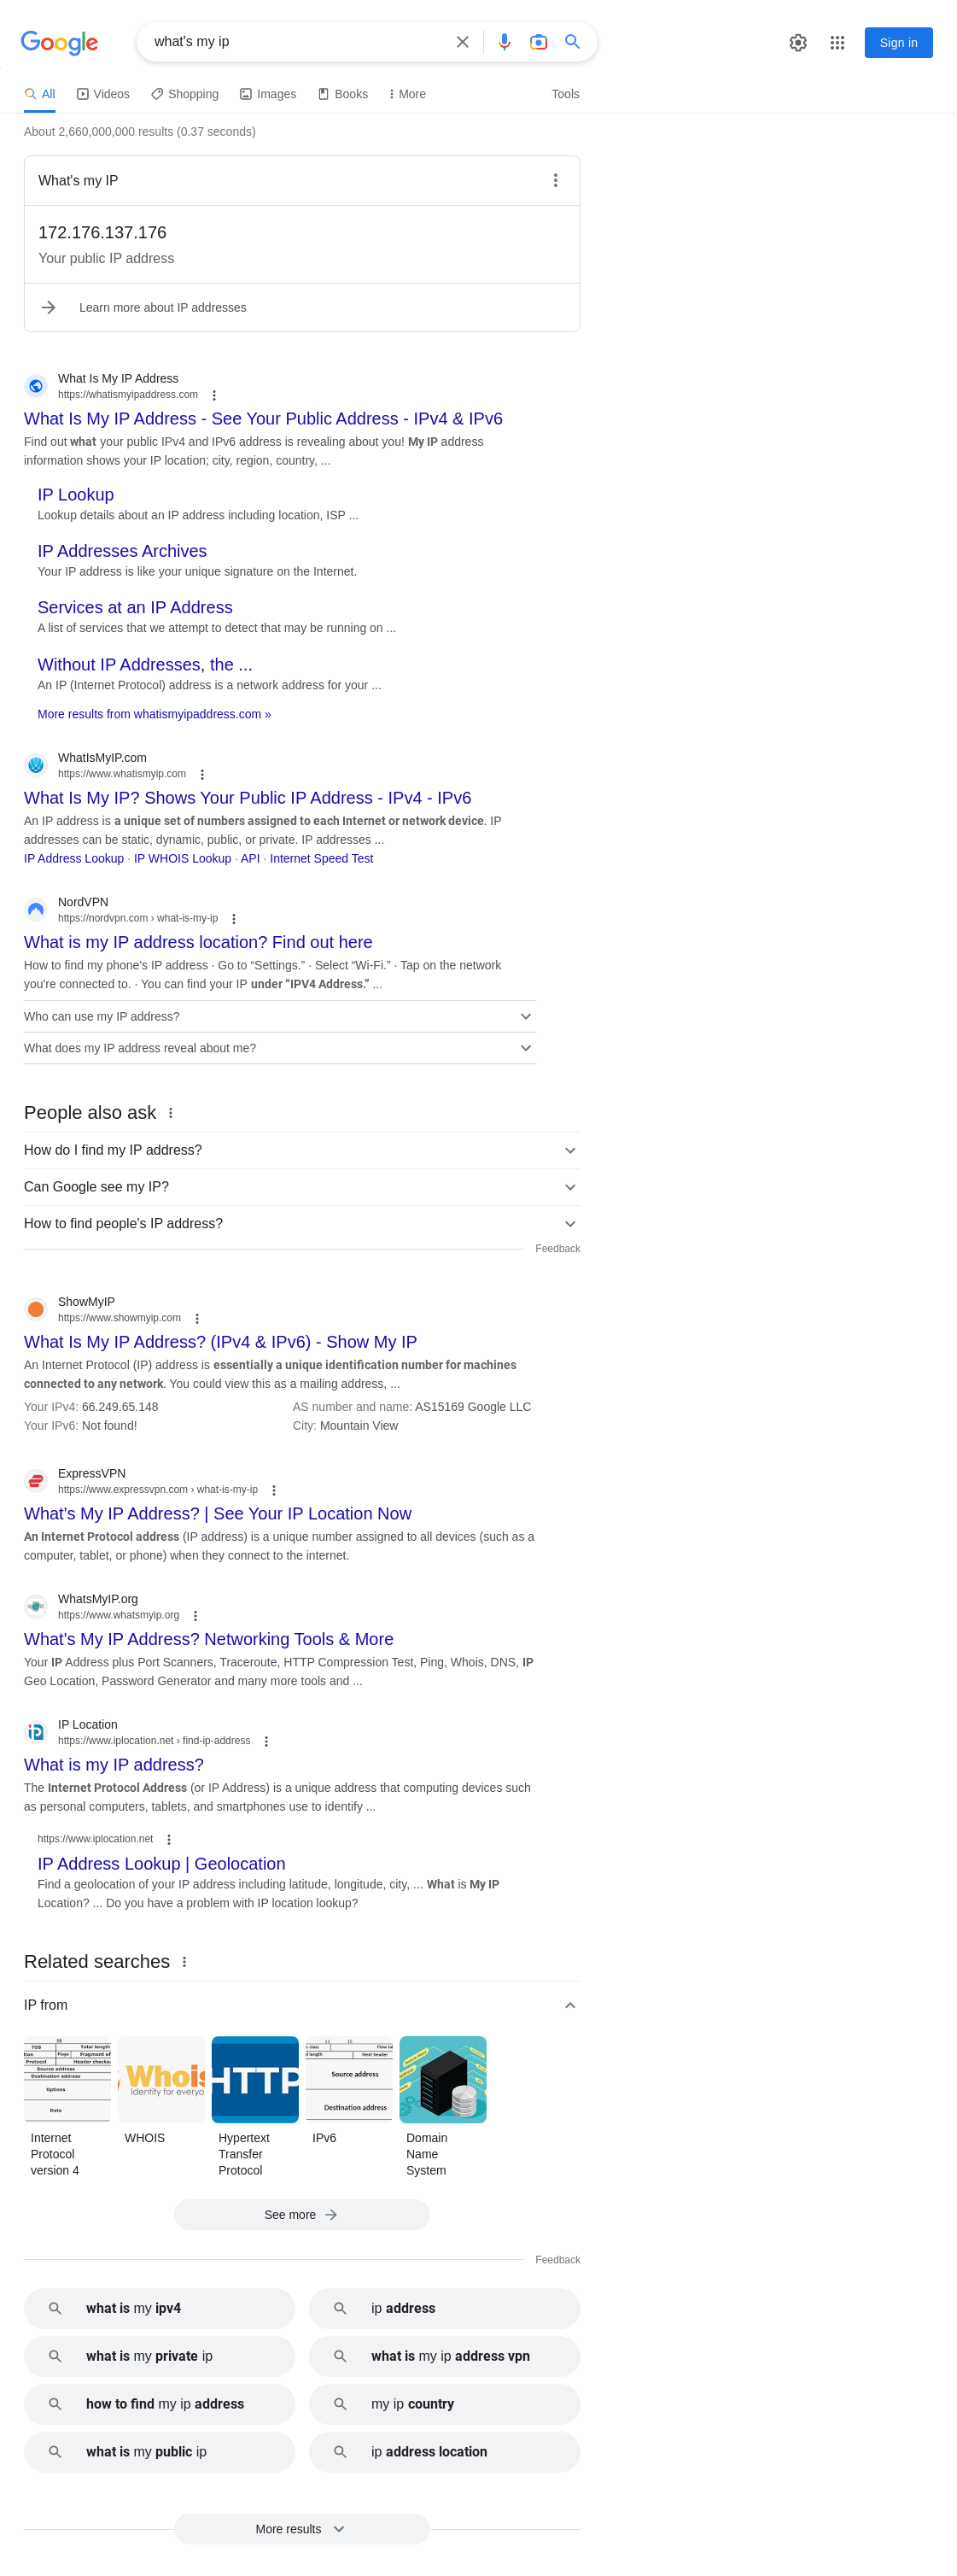 Google
what's my ip
Sign in
All
Videos
Shopping
Images
Books
More
Tools
About 2,660,000,000 results (0.37 seconds)
What's my IP
172.176.137.176
Your public IP address
Learn more about IP addresses
What Is My IP Address
https://whatismyipaddress.com
What Is My IP Address - See Your Public Address - IPv4 & IPv6
Find out what your public IPv4 and IPv6 address is revealing about you! My IP address
information shows your IP location; city, region, country, ...
IP Lookup
Lookup details about an IP address including location, ISP ...
IP Addresses Archives
Your IP address is like your unique signature on the Internet.
Services at an IP Address
A list of services that we attempt to detect that may be running on ...
Without IP Addresses, the ...
An IP (Internet Protocol) address is a network address for your ...
More results from whatismyipaddress.com »
WhatIsMyIP.com
https://www.whatismyip.com
What Is My IP? Shows Your Public IP Address - IPv4 - IPv6
An IP address is a unique set of numbers assigned to each Internet or network device. IP
addresses can be static, dynamic, public, or private. IP addresses ...
IP Address Lookup · IP WHOIS Lookup · API · Internet Speed Test
NordVPN
https://nordvpn.com › what-is-my-ip
What is my IP address location? Find out here
How to find my phone's IP address · Go to “Settings.” · Select “Wi-Fi.” · Tap on the network
you're connected to. · You can find your IP under “IPV4 Address.” ...
Who can use my IP address?
What does my IP address reveal about me?
People also ask
How do I find my IP address?
Can Google see my IP?
How to find people's IP address?
Feedback
ShowMyIP
https://www.showmyip.com
What Is My IP Address? (IPv4 & IPv6) - Show My IP
An Internet Protocol (IP) address is essentially a unique identification number for machines
connected to any network. You could view this as a mailing address, ...
Your IPv4: 66.249.65.148
AS number and name: AS15169 Google LLC
Your IPv6: Not found!
City: Mountain View
ExpressVPN
https://www.expressvpn.com › what-is-my-ip
What's My IP Address? | See Your IP Location Now
An Internet Protocol address (IP address) is a unique number assigned to all devices (such as a
computer, tablet, or phone) when they connect to the internet.
WhatsMyIP.org
https://www.whatsmyip.org
What's My IP Address? Networking Tools & More
Your IP Address plus Port Scanners, Traceroute, HTTP Compression Test, Ping, Whois, DNS, IP
Geo Location, Password Generator and many more tools and ...
IP Location
https://www.iplocation.net › find-ip-address
What is my IP address?
The Internet Protocol Address (or IP Address) is a unique address that computing devices such
as personal computers, tablets, and smartphones use to identify ...
https://www.iplocation.net
IP Address Lookup | Geolocation
Find a geolocation of your IP address including latitude, longitude, city, ... What is My IP
Location? ... Do you have a problem with IP location lookup?
Related searches
IP from
16
TOS
Total length
Flags
Fragment of
Protocol
Header checksu
Source address
Destination address
Options
Data
Whois
Identity for everyo
HTTP
15
Next header
Source address
Destination address
Internet
Protocol
version 4
WHOIS
Hypertext
Transfer
Protocol
IPv6
Domain
Name
System
See more
Feedback
what is my ipv4
ip address
what is my private ip
what is my ip address vpn
how to find my ip address
my ip country
what is my public ip
ip address location
More results